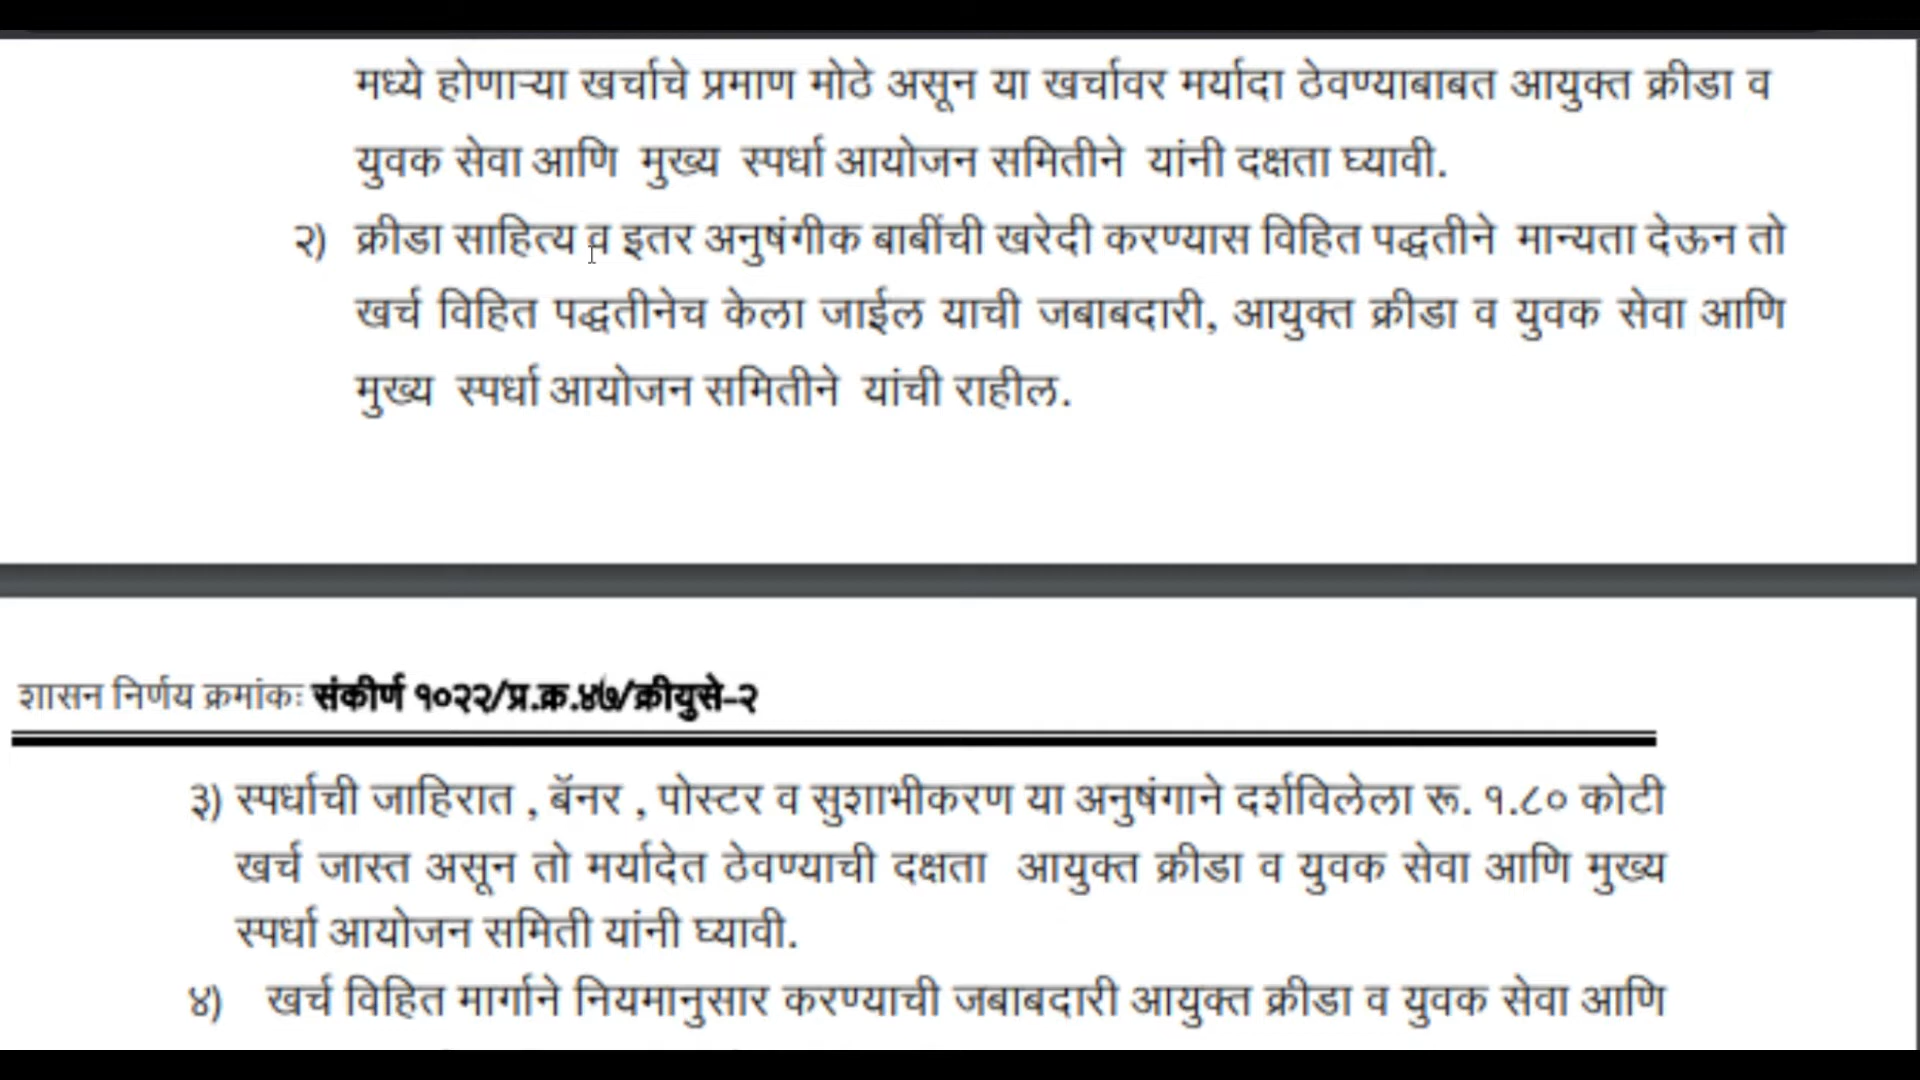 मध्ये होणाऱ्या खर्चाचे प्रमाण मोठे असून या खर्चावर मर्यादा ठेवण्याबाबत आयुक्त क्रीडा व
युवक सेवा आणि मुख्य स्पर्धा आयोजन समितीने यांनी दक्षता घ्यावी.
२) क्रीडा साहित्य व इतर अनुषंगीक बाबींची खरेदी करण्यास विहित पद्धतीने मान्यता देऊन तो
खर्च विहित पद्धतीनेच केला जाईल याची जबाबदारी, आयुक्त क्रीडा व युवक सेवा आणि
मुख्य स्पर्धा आयोजन समितीने यांची राहील.
शासन निर्णय क्रमांकः संकीर्ण १०२२/प्र.क्र.४७/क्रीयुसे-२
३) स्पर्धाची जाहिरात , बॅनर , पोस्टर व सुशाभीकरण या अनुषंगाने दर्शविलेला रू. १.८० कोटी
खर्च जास्त असून तो मर्यादेत ठेवण्याची दक्षता आयुक्त क्रीडा व युवक सेवा आणि मुख्य
स्पर्धा आयोजन समिती यांनी घ्यावी.
४) खर्च विहित मार्गाने नियमानुसार करण्याची जबाबदारी आयुक्त क्रीडा व युवक सेवा आणि